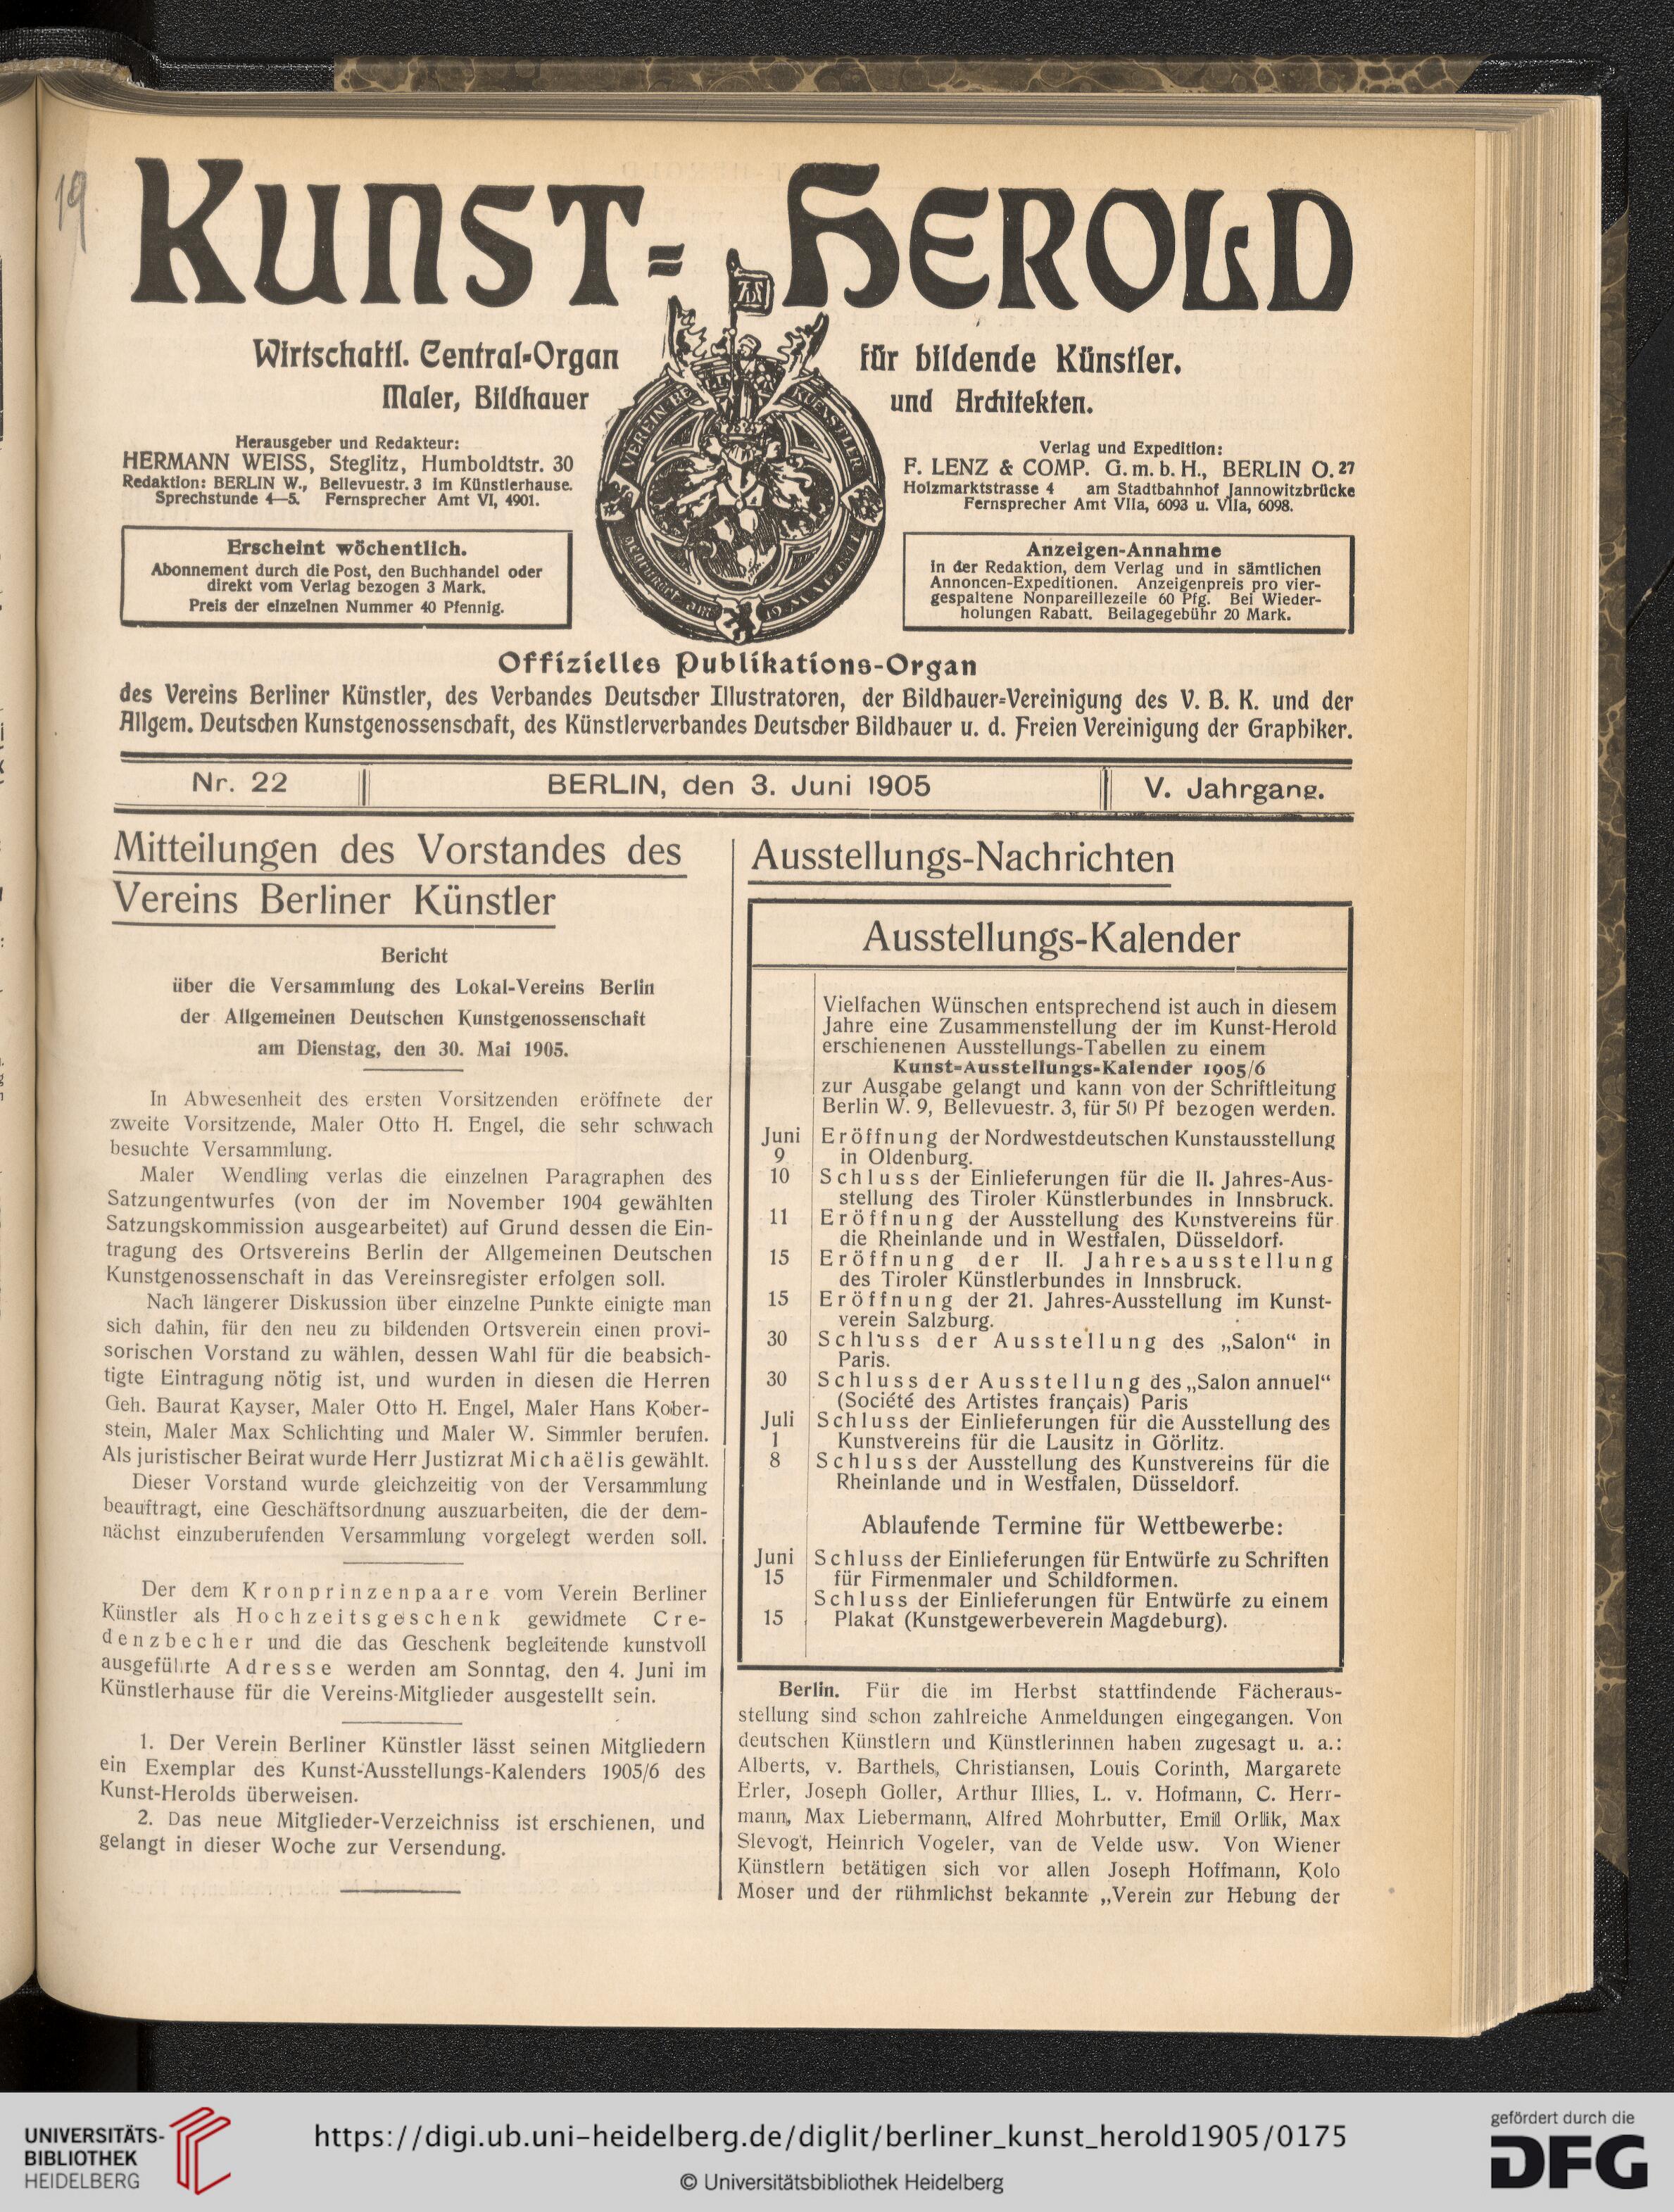 19.
KUNST=HEROLD
Wirtschaftl. Central-Organ
für bildende Künstler,
Maler, Bildhauer
und Architekten.
Herausgeber und Redakteur:
HERMANN WEISS, Steglitz, Humboldtstr. 30
Redaktion: BERLIN W., Bellevuestr. 3 im Künstlerhause.
Sprechstunde 4—5. Fernsprecher Amt VI, 4901.
Verlag und Expedition:
F. LENZ & COMP. G. m. b. H., BERLIN O. 27
Holzmarktstrasse 4 am Stadtbahnhof Jannowitzbrücke
Fernsprecher Amt VIIa, 6093 u. VIIa, 6098.
Erscheint wöchentlich.
Abonnement durch die Post, den Buchhandel oder
direkt vom Verlag bezogen 3 Mark.
Preis der einzelnen Nummer 40 Pfennig.
Anzeigen-Annahme
in der Redaktion, dem Verlag und in sämtlichen
Annoncen-Expeditionen. Anzeigenpreis pro vier-
gespaltene Nonpareillezeile 60 Pfg. Bei Wieder-
holungen Rabatt. Beilagegebühr 20 Mark.
Offizielles Publikations-Organ
des Vereins Berliner Künstler, des Verbandes Deutscher Illustratoren, der Bildhauer-Vereinigung des V. B. K. und der
Allgem. Deutschen Kunstgenossenschaft, des Künstlerverbandes Deutscher Bildhauer u. d. Freien Vereinigung der Graphiker.
Nr. 22
BERLIN, den 3. Juni 1905
V. Jahrgang.
Mitteilungen des Vorstandes des
Vereins Berliner Künstler
Bericht
über die Versammlung des Lokal-Vereins Berlin
der Allgemeinen Deutschen Kunstgenossenschaft
am Dienstag, den 30. Mai 1905.
In Abwesenheit des ersten Vorsitzenden eröffnete der
zweite Vorsitzende, Maler Otto H. Engel, die sehr schwach
besuchte Versammlung.
Maler Wendling verlas die einzelnen Paragraphen des
Satzungentwurfes (von der im November 1904 gewählten
Satzungskommission ausgearbeitet) auf Grund dessen die Ein-
tragung des Ortsvereins Berlin der Allgemeinen Deutschen
Kunstgenossenschaft in das Vereinsregister erfolgen soll.
Nach längerer Diskussion über einzelne Punkte einigte man
sich dahin, für den neu zu bildenden Ortsverein einen provi-
sorischen Vorstand zu wählen, dessen Wahl für die beabsich-
tigte Eintragung nötig ist, und wurden in diesen die Herren
Geh. Baurat Kayser, Maler Otto H. Engel, Maler Hans Kober-
stein, Maler Max Schlichting und Maler W. Simmler berufen.
Als juristischer Beirat wurde Herr Justizrat Michaëlis gewählt.
Dieser Vorstand wurde gleichzeitig von der Versammlung
beauftragt, eine Geschäftsordnung auszuarbeiten, die der dem-
nächst einzuberufenden Versammlung vorgelegt werden soll.
Der dem Kronprinzenpaare vom Verein Berliner
Künstler als Hochzeitsgeschenk gewidmete Cre-
denzbecher und die das Geschenk begleitende kunstvoll
ausgeführte Adresse werden am Sonntag, den 4. Juni im
Künstlerhause für die Vereins-Mitglieder ausgestellt sein.
1. Der Verein Berliner Künstler lässt seinen Mitgliedern
ein Exemplar des Kunst-Ausstellungs-Kalenders 1905/6 des
Kunst-Herolds überweisen.
2. Das neue Mitglieder-Verzeichniss ist erschienen, und
gelangt in dieser Woche zur Versendung.
Ausstellungs-Nachrichten
Ausstellungs-Kalender
Vielfachen Wünschen entsprechend ist auch in diesem
Jahre eine Zusammenstellung der im Kunst-Herold
erschienenen Ausstellungs-Tabellen zu einem
Kunst-Ausstellungs-Kalender 1905/6
zur Ausgabe gelangt und kann von der Schriftleitung
Berlin W. 9, Bellevuestr. 3, für 50 Pf bezogen werden.
Juni Eröffnung der Nordwestdeutschen Kunstausstellung
9 in Oldenburg.
10 Schluss der Einlieferungen für die II. Jahres-Aus-
stellung des Tiroler Künstlerbundes in Innsbruck.
11 Eröffnung der Ausstellung des Kunstvereins für
die Rheinlande und in Westfalen, Düsseldorf.
15 Eröffnung der II. Jahresausstellung
des Tiroler Künstlerbundes in Innsbruck.
15 Eröffnung der 21. Jahres-Ausstellung im Kunst-
verein Salzburg.
30 Schluss der Ausstellung des „Salon“ in
Paris.
30 Schluss der Ausstellung des „Salon annuel“
(Société des Artistes français) Paris
Juli Schluss der Einlieferungen für die Ausstellung des
1 Kunstvereins für die Lausitz in Görlitz.
8 Schluss der Ausstellung des Kunstvereins für die
Rheinlande und in Westfalen, Düsseldorf.
Ablaufende Termine für Wettbewerbe:
Juni Schluss der Einlieferungen für Entwürfe zu Schriften
15 für Firmenmaler und Schildformen.
Schluss der Einlieferungen für Entwürfe zu einem
15 Plakat (Kunstgewerbeverein Magdeburg).
Berlin. Für die im Herbst stattfindende Fächeraus-
stellung sind schon zahlreiche Anmeldungen eingegangen. Von
deutschen Künstlern und Künstlerinnen haben zugesagt u. a.:
Alberts, v. Barthels, Christiansen, Louis Corinth, Margarete
Erler, Joseph Goller, Arthur Illies, L. v. Hofmann, C. Herr-
mann, Max Liebermann, Alfred Mohrbutter, Emil Orlik, Max
Slevogt, Heinrich Vogeler, van de Velde usw. Von Wiener
Künstlern betätigen sich vor allen Joseph Hoffmann, Kolo
Moser und der rühmlichst bekannte „Verein zur Hebung der
UNIVERSITÄTS-
BIBLIOTHEK
HEIDELBERG
https://digi.ub.uni-heidelberg.de/diglit/berliner_kunst_herold1905/0175
© Universitätsbibliothek Heidelberg
gefördert durch die
DFG